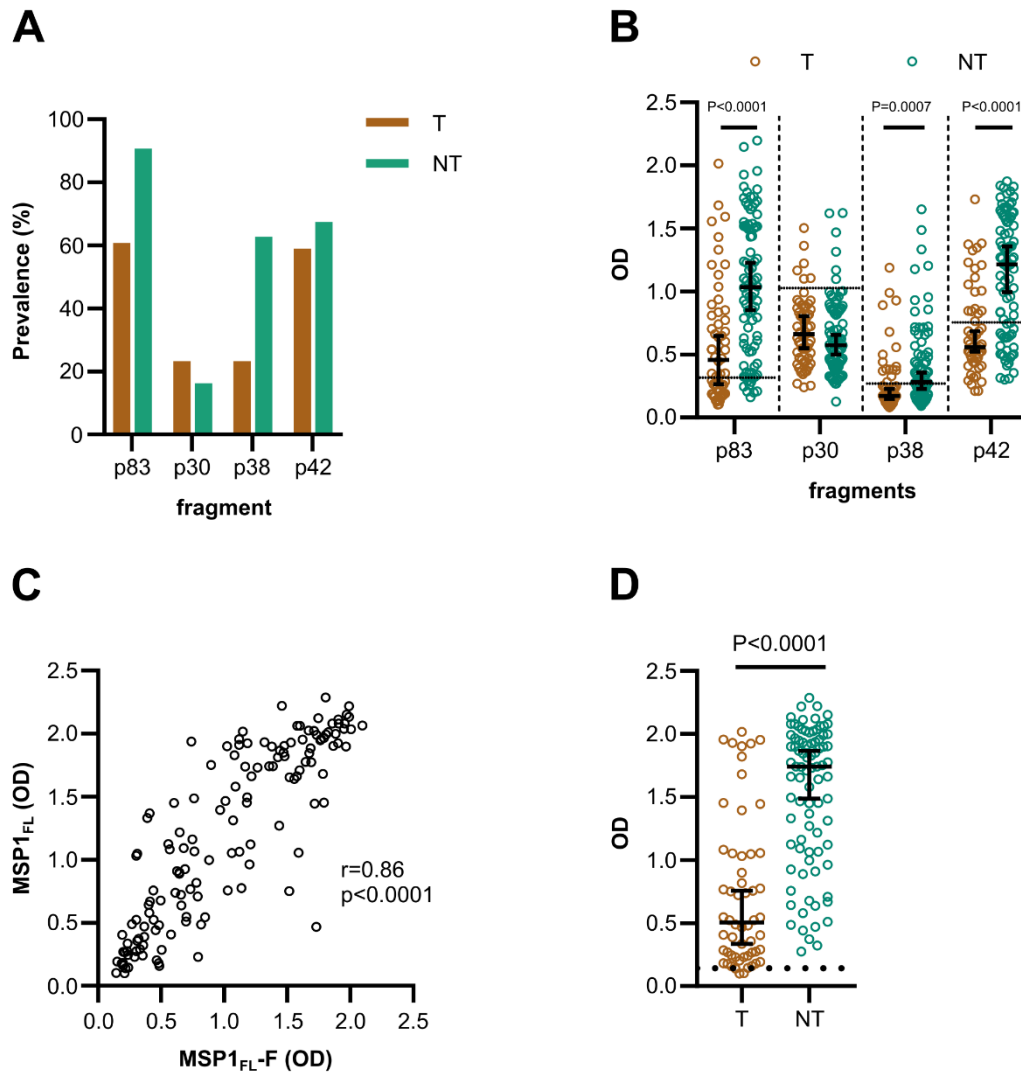 A
Prevalence (%)
100
80
60
40
20
0
p83 p30 p38 p42
fragment
T
NT
B
T NT
P<0.0001 P=0.0007 P<0.0001
OD
2.5
2.0
1.5
1.0
0.5
0.0
p83 p30 p38 p42
fragments
C
MSP1FL (OD)
2.5
2.0
1.5
1.0
0.5
0.0
r=0.86
p<0.0001
0.0 0.5 1.0 1.5 2.0 2.5
MSP1FL-F (OD)
D
P<0.0001
OD
2.5
2.0
1.5
1.0
0.5
0.0
T NT